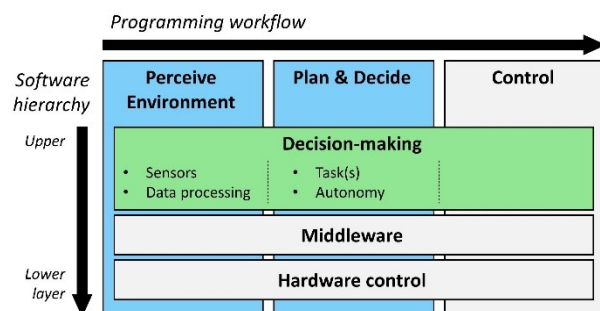 Programming workflow
Software
hierarchy
Perceive
Environment
Plan & Decide
Control
Upper
Decision-making
• Sensors
• Data processing
• Task(s)
• Autonomy
Middleware
Lower
layer
Hardware control